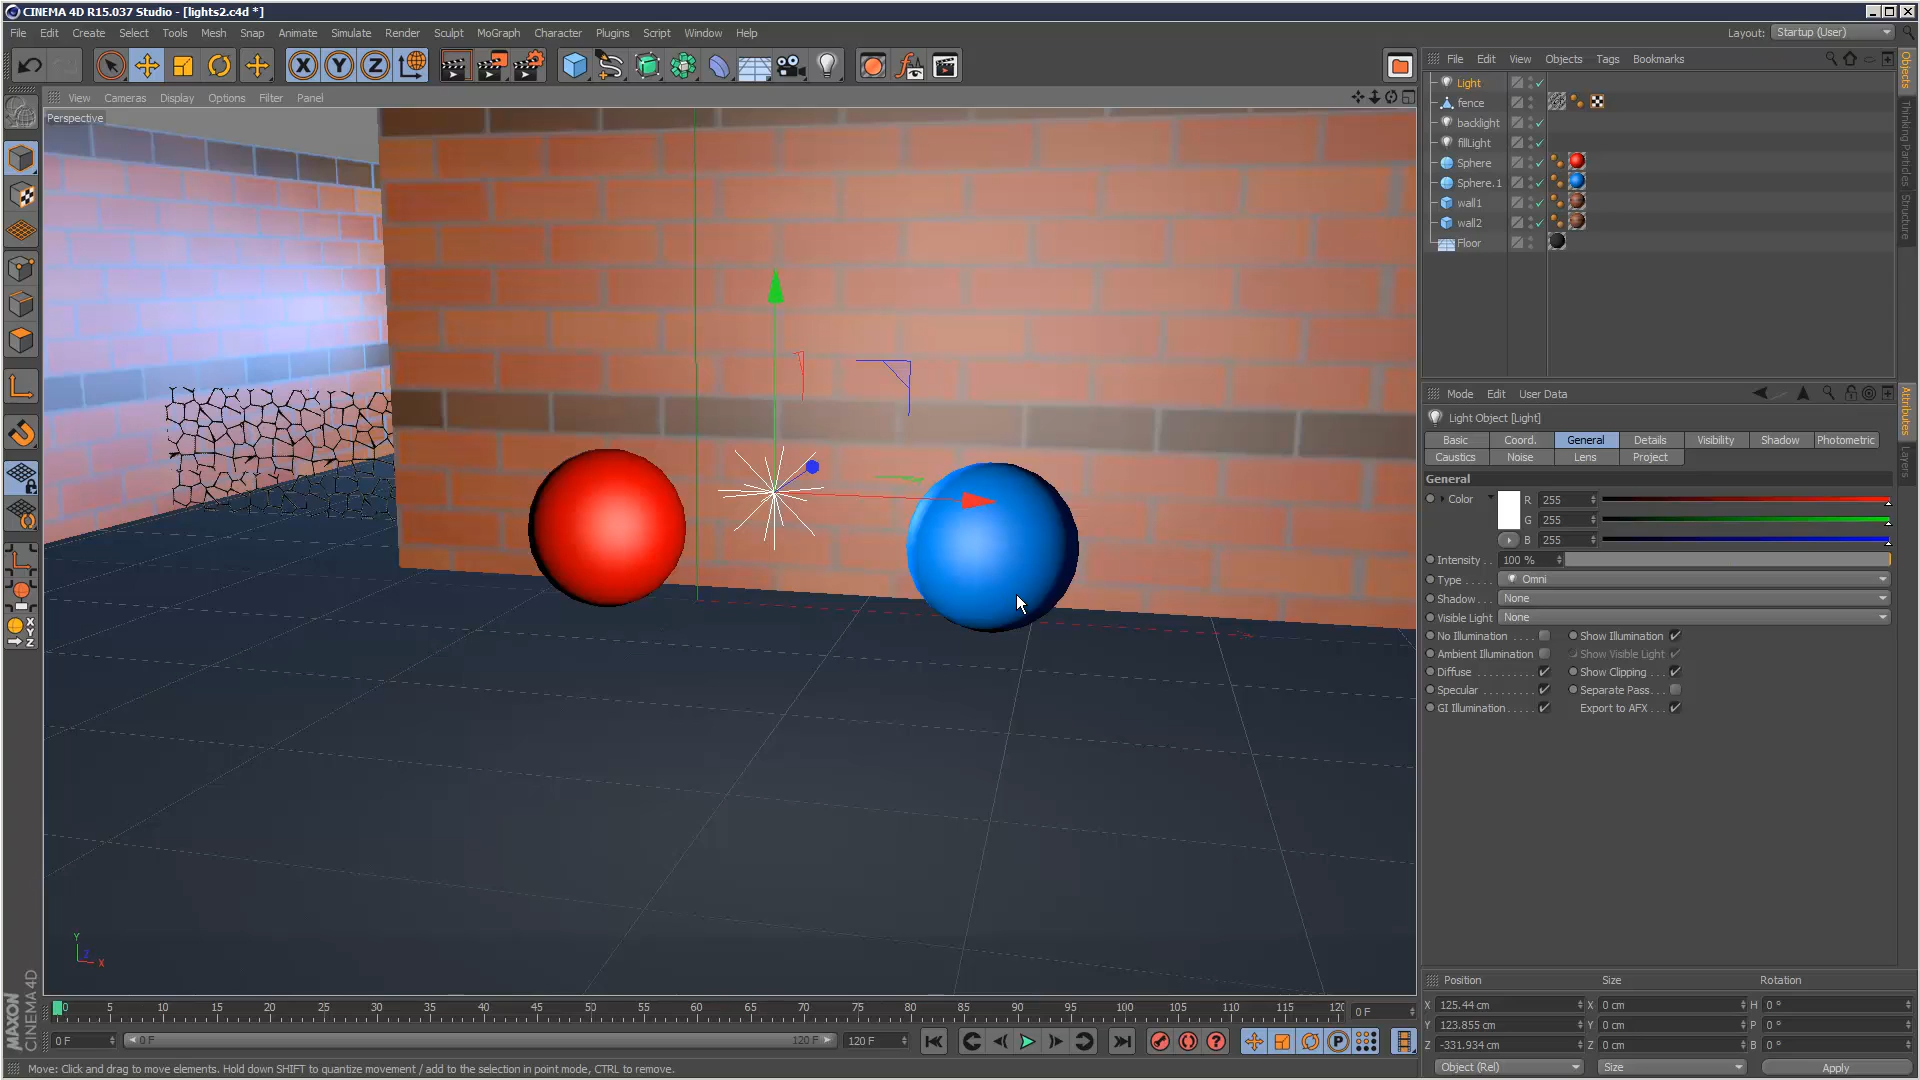 CINEMA 4D R15.037 Studio - [lights2.c4d *]
File Edit Create Select Tools Mesh Snap Animate Simulate Render Sculpt MoGraph Character Plugins Script Window Help
Layout: Startup (User)
File Edit View Objects Tags Bookmarks
View Cameras Display Options Filter Panel
Perspective
Light
fence
backlight
fillLight
Sphere
Sphere.1
wall1
wall2
Floor
Objects
Thinking Particles
Structure
Mode Edit User Data
Attributes
Layers
Light Object [Light]
Basic Coord. General Details Visibility Shadow Photometric
Caustics Noise Lens Project
General
Color R 255
G 255
B 255
Intensity . . 100 %
Type . . . . . Omni
Shadow . . . None
Visible Light None
No Illumination . . . . Show Illumination
Ambient Illumination Show Visible Light
Diffuse . . . . . . . . . . Show Clipping . . . .
Specular . . . . . . . . Separate Pass. . . .
GI Illumination . . . . . Export to AFX . . .
Y
Z
X
MAXON
CINEMA 4D
0 5 10 15 20 25 30 35 40 45 50 55 60 65 70 75 80 85 90 95 100 105 110 115 120 0 F
0 F 0 F 120 F 120 F
Position Size Rotation
X 125.44 cm X 0 cm H 0 °
Y 123.855 cm Y 0 cm P 0 °
Z -331.934 cm Z 0 cm B 0 °
Object (Rel) Size Apply
Move: Click and drag to move elements. Hold down SHIFT to quantize movement / add to the selection in point mode, CTRL to remove.